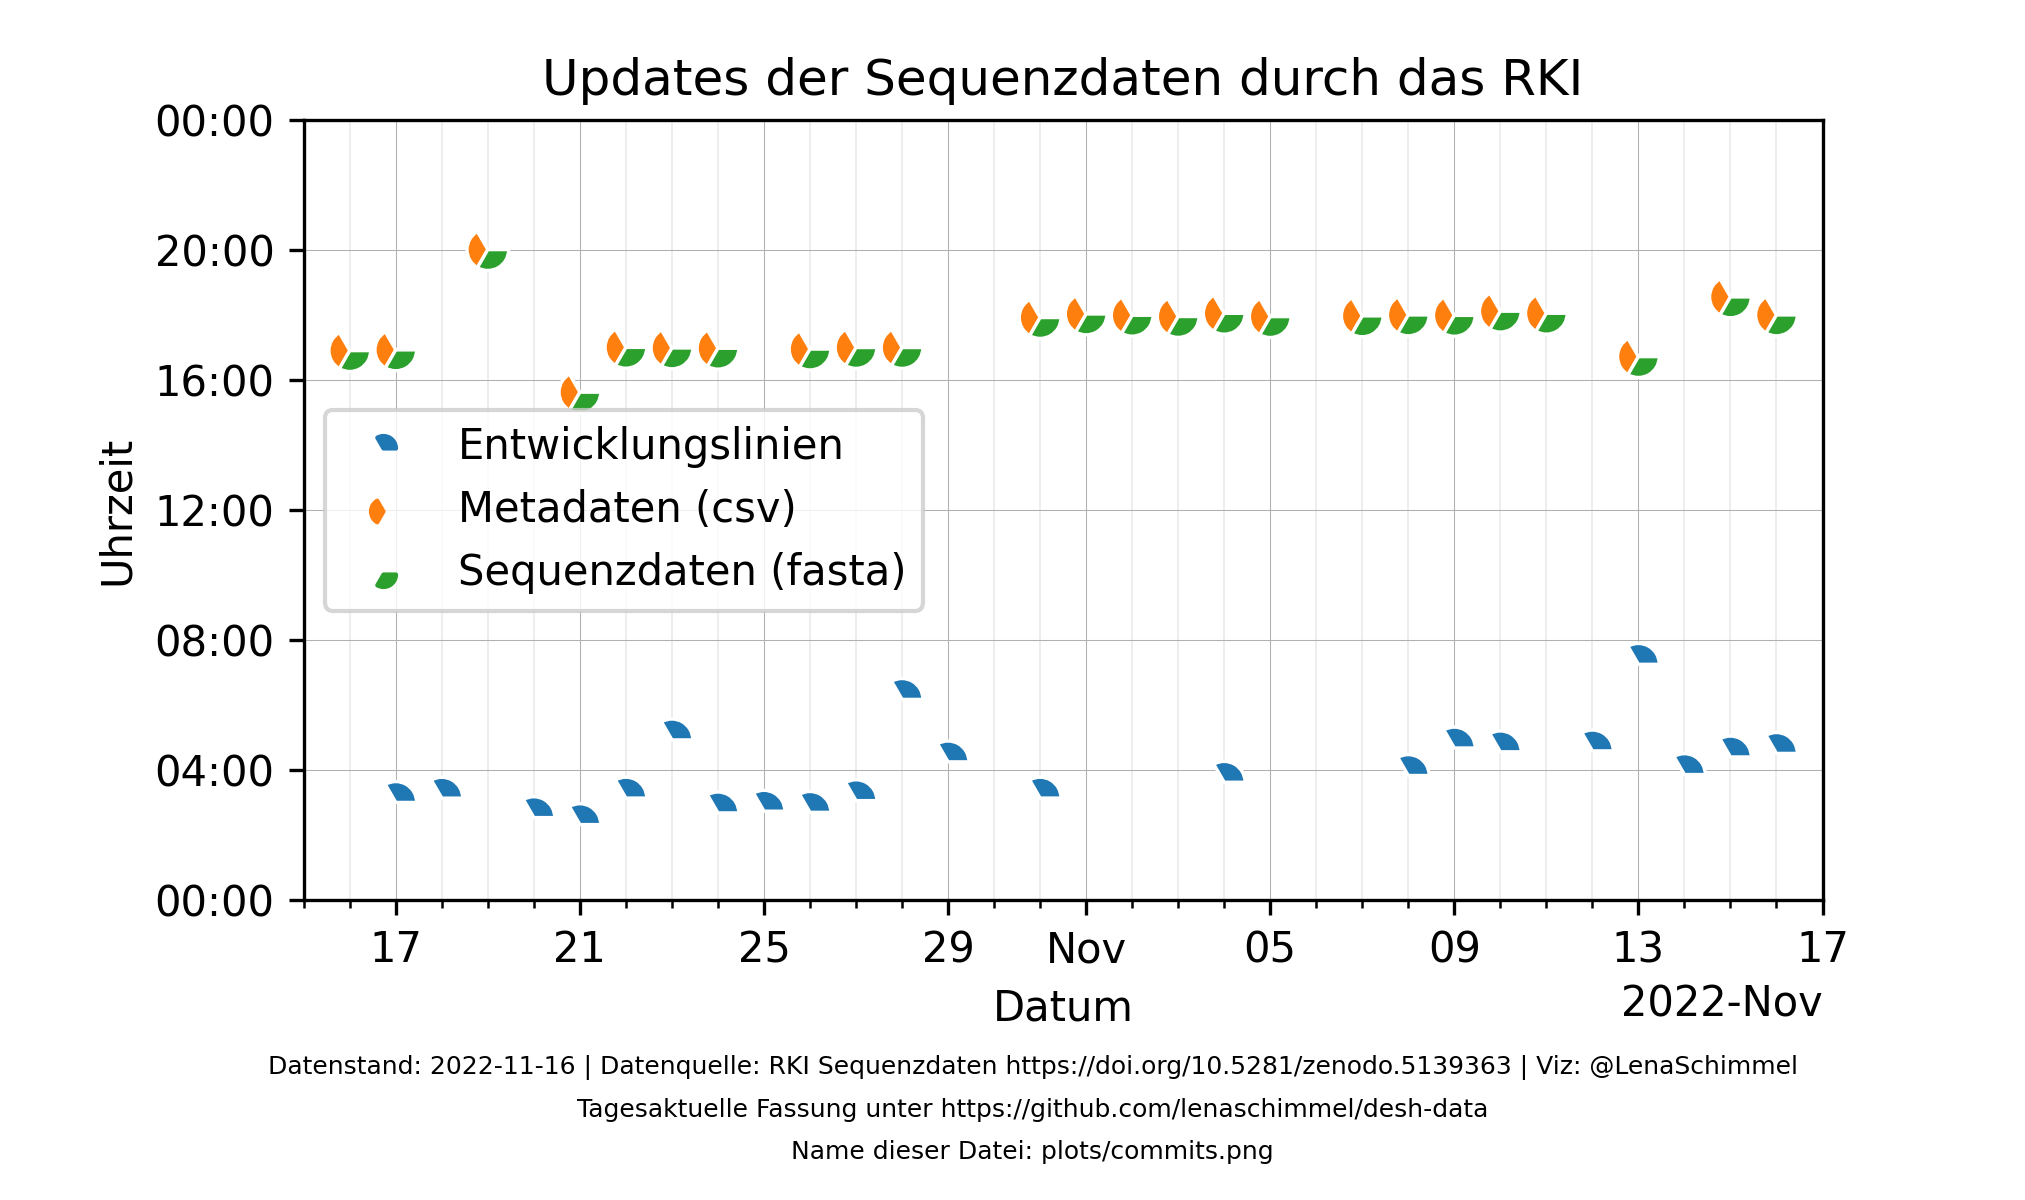 Updates der Sequenzdaten durch das RKI
00:00
20:00
16:00
12:00
08:00
04:00
00:00
Uhrzeit
Entwicklungslinien
Metadaten (csv)
Sequenzdaten (fasta)
17 21 25 29 Nov 05 09 13 17
2022-Nov
Datum
Datenstand: 2022-11-16 | Datenquelle: RKI Sequenzdaten https://doi.org/10.5281/zenodo.5139363 | Viz: @LenaSchimmel
Tagesaktuelle Fassung unter https://github.com/lenaschimmel/desh-data
Name dieser Datei: plots/commits.png